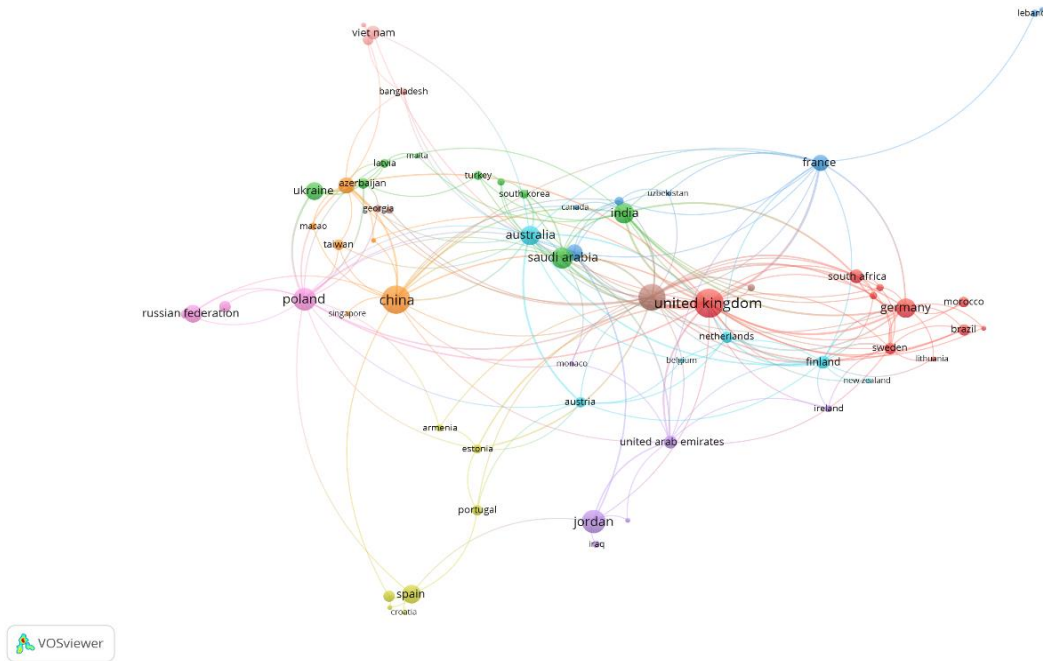 lebano
viet nam
bangladesh
malta
latvia
france
turkey
azerbaijan
ukraine
south korea
uzbekistan
canada
georgia
india
macao
australia
taiwan
saudi arabia
south africa
poland
china
united kingdom
germany
morocco
russian federation
singapore
brazil
netherlands
sweden
lithuania
monaco
belgium
finland
new zealand
austria
ireland
armenia
united arab emirates
estonia
portugal
jordan
iraq
spain
croatia
VOSviewer